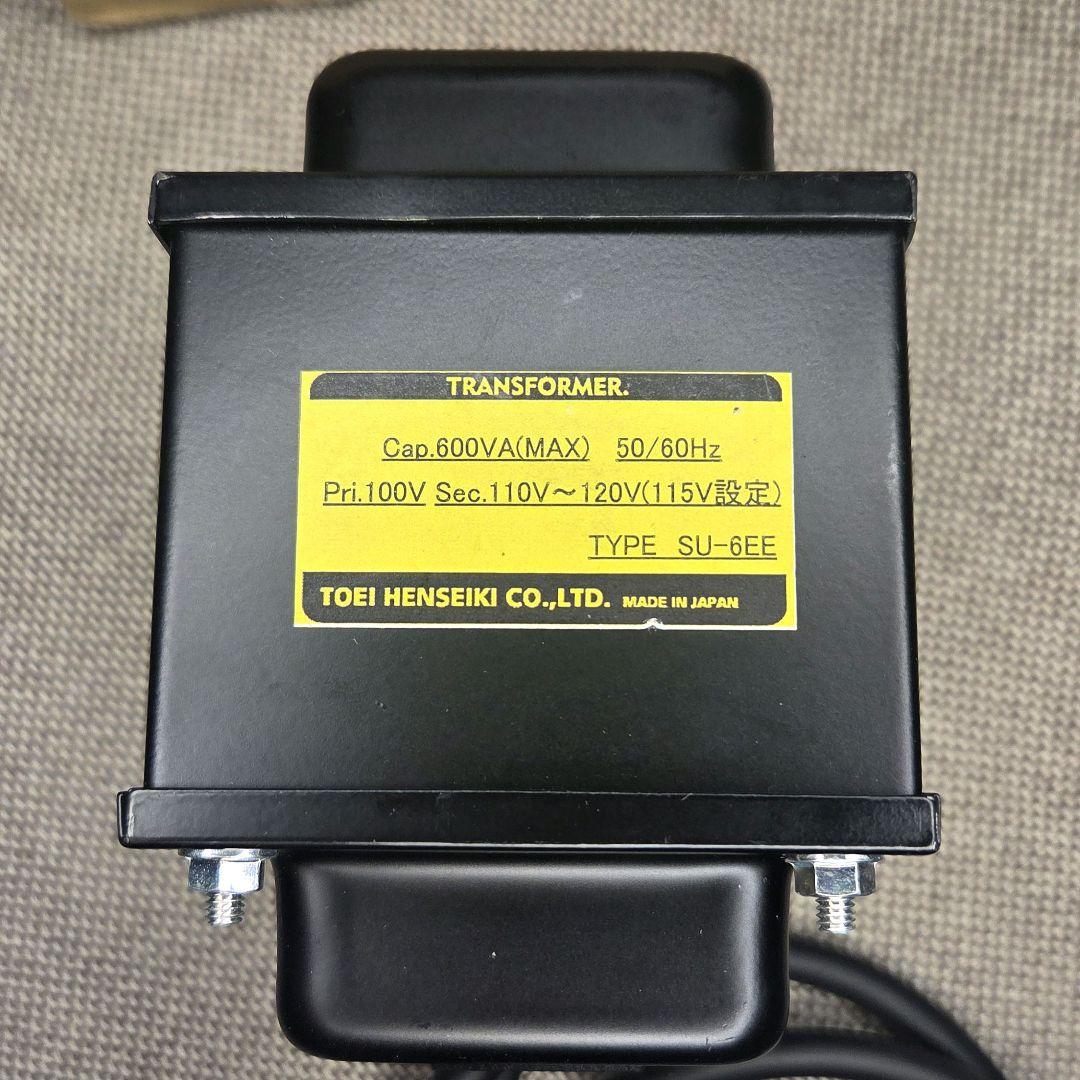 TRANSFORMER.
Cap.600VA(MAX) 50/60Hz
Pri.100V Sec.110V～120V(115V設定)
TYPE SU-6EE
TOEI HENSEIKI CO.,LTD. MADE IN JAPAN